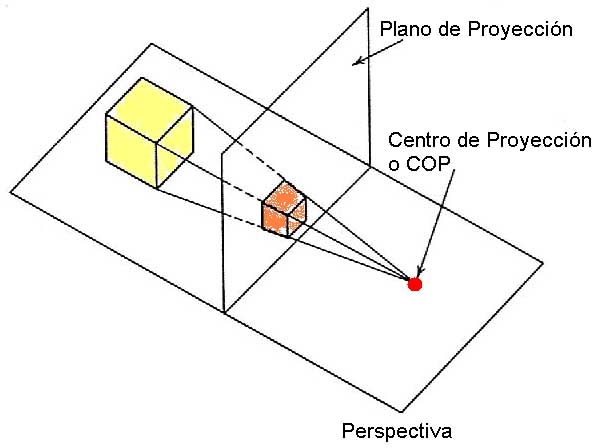 Plano de Proyección
Centro de Proyección
o COP
Perspectiva